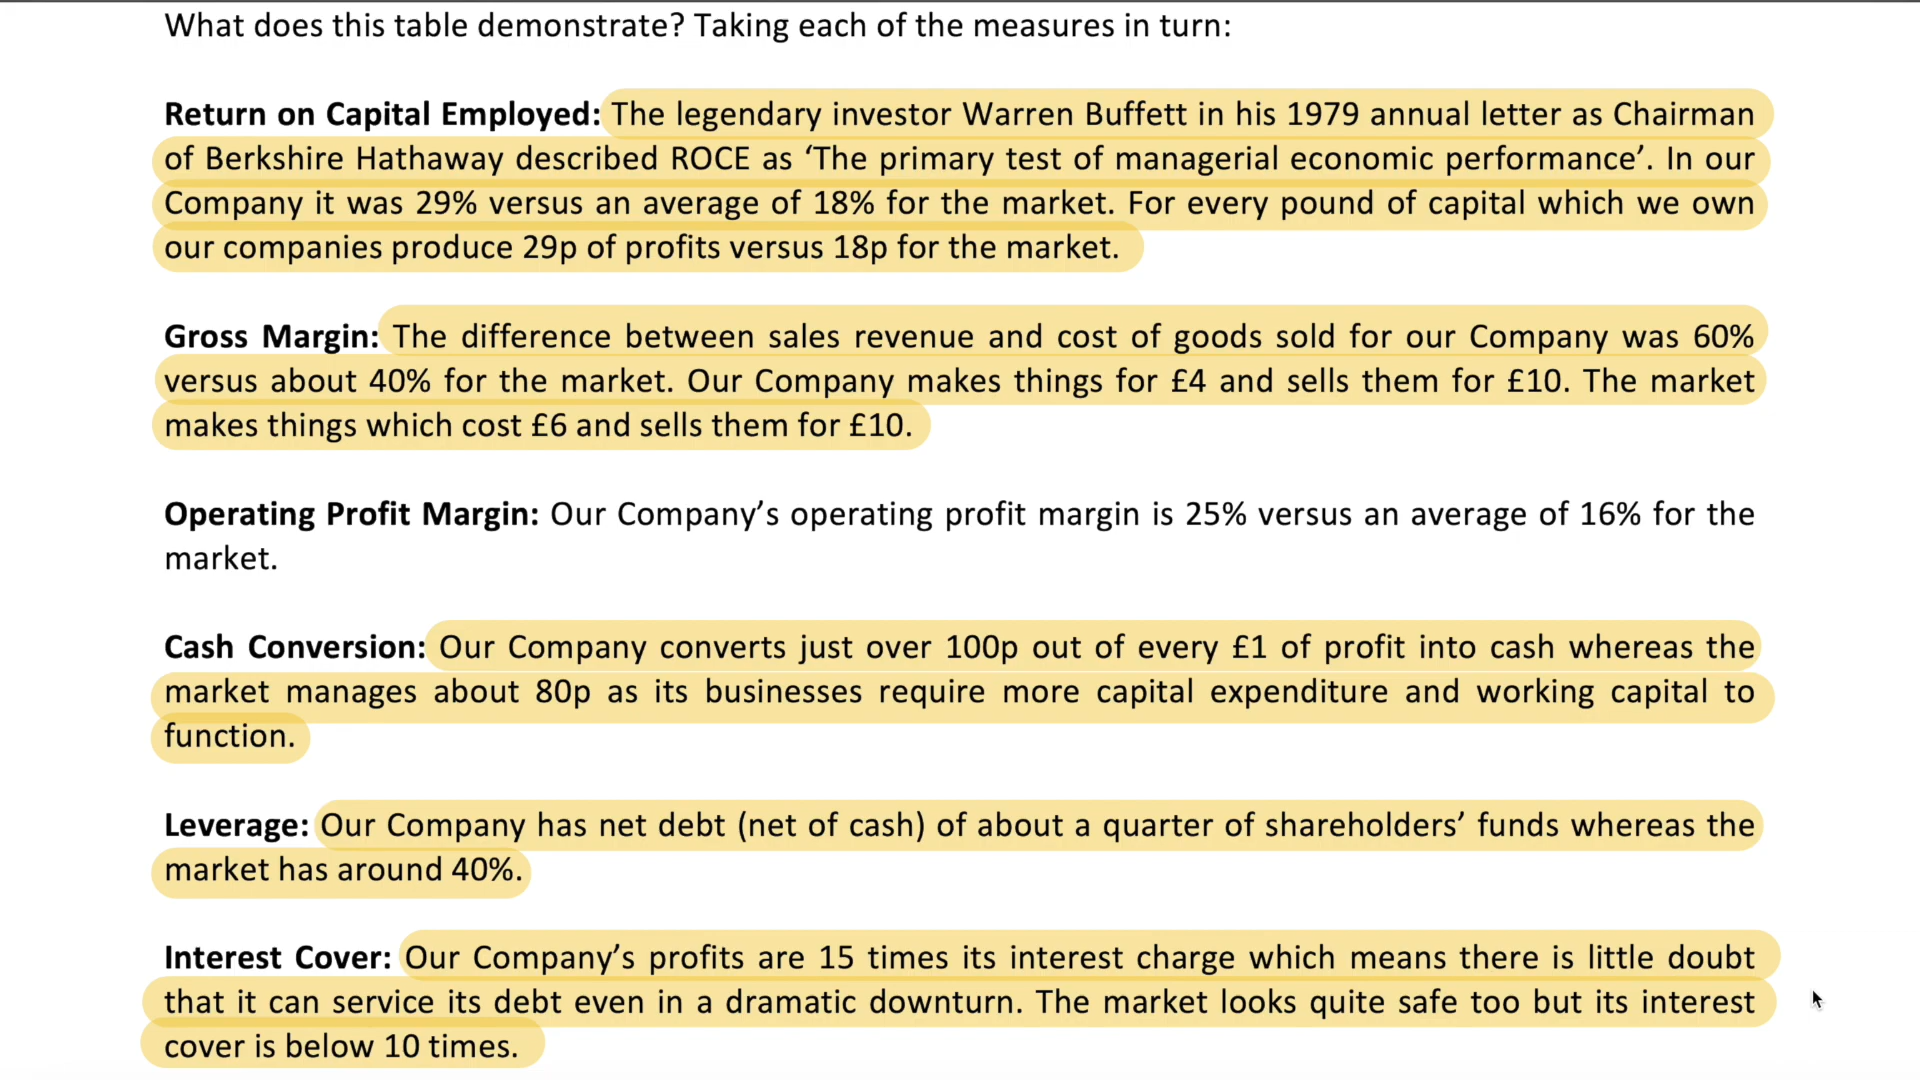 What does this table demonstrate? Taking each of the measures in turn:
Return on Capital Employed: The legendary investor Warren Buffett in his 1979 annual letter as Chairman
of Berkshire Hathaway described ROCE as ‘The primary test of managerial economic performance’. In our
Company it was 29% versus an average of 18% for the market. For every pound of capital which we own
our companies produce 29p of profits versus 18p for the market.
Gross Margin: The difference between sales revenue and cost of goods sold for our Company was 60%
versus about 40% for the market. Our Company makes things for £4 and sells them for £10. The market
makes things which cost £6 and sells them for £10.
Operating Profit Margin: Our Company’s operating profit margin is 25% versus an average of 16% for the
market.
Cash Conversion: Our Company converts just over 100p out of every £1 of profit into cash whereas the
market manages about 80p as its businesses require more capital expenditure and working capital to
function.
Leverage: Our Company has net debt (net of cash) of about a quarter of shareholders’ funds whereas the
market has around 40%.
Interest Cover: Our Company’s profits are 15 times its interest charge which means there is little doubt
that it can service its debt even in a dramatic downturn. The market looks quite safe too but its interest
cover is below 10 times.